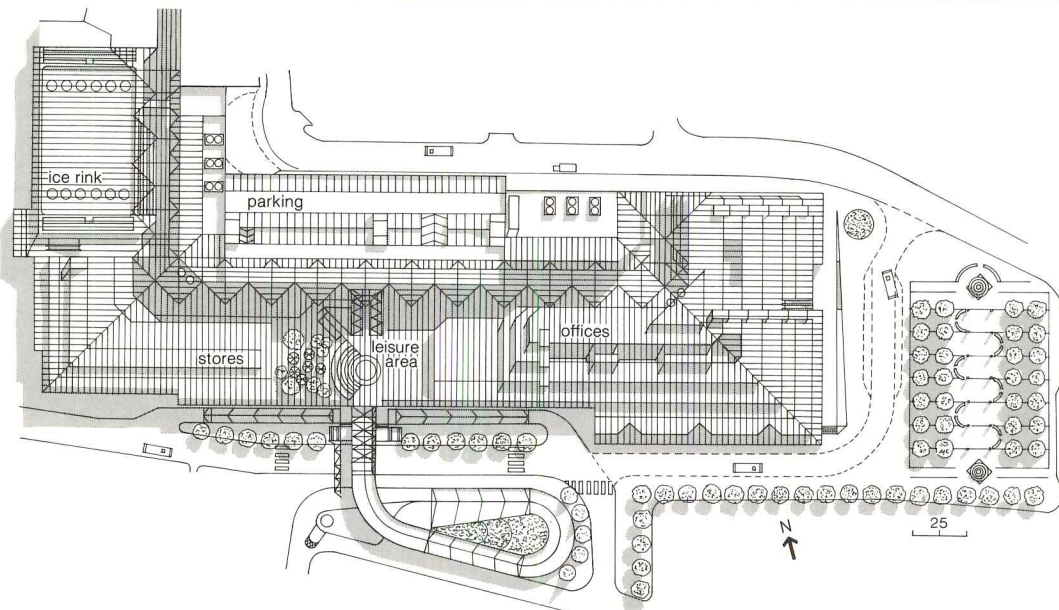 ice rink
parking
offices
leisure
area
stores
N
25